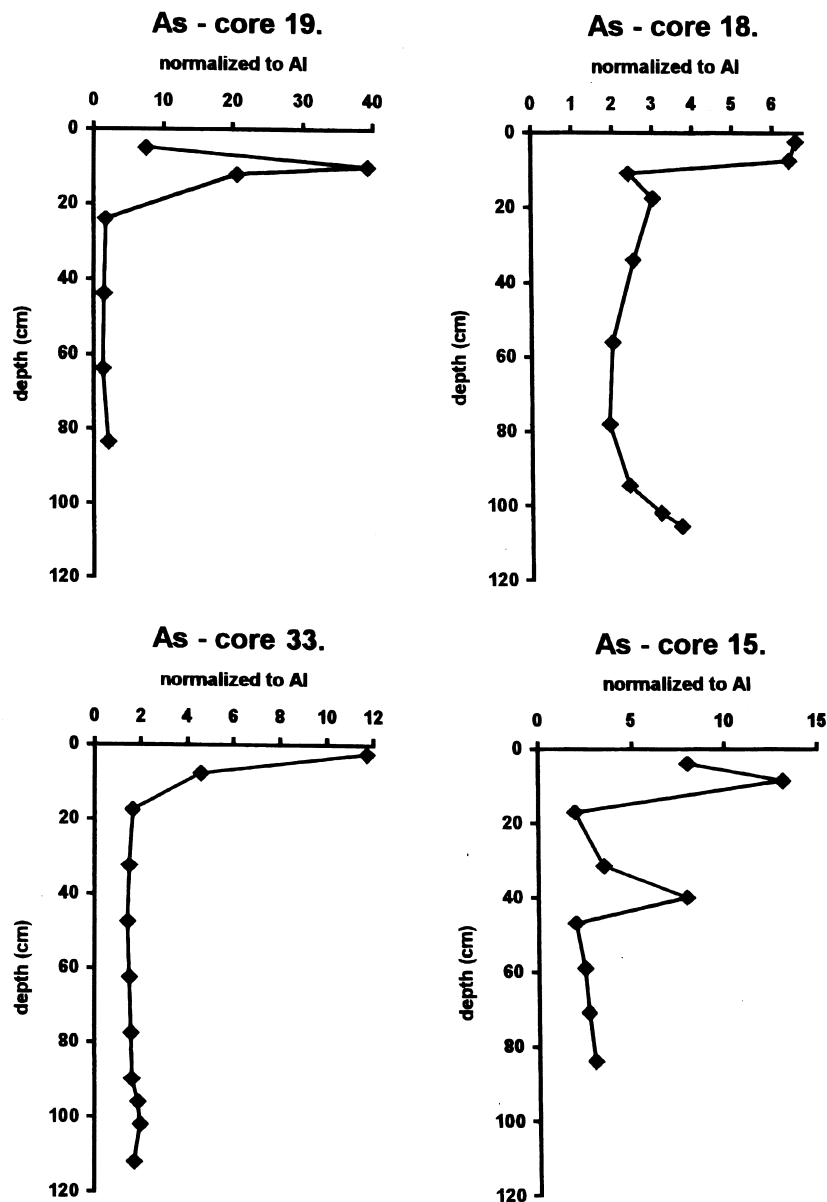 As - core 19.
normalized to Al
0 10 20 30 40
0
20
40
60
80
100
120
depth (cm)
As - core 18.
normalized to Al
0 1 2 3 4 5 6
0
20
40
60
80
100
120
depth (cm)
As - core 33.
normalized to Al
0 2 4 6 8 10 12
0
20
40
60
80
100
120
depth (cm)
As - core 15.
normalized to Al
0 5 10 15
0
20
40
60
80
100
120
depth (cm)